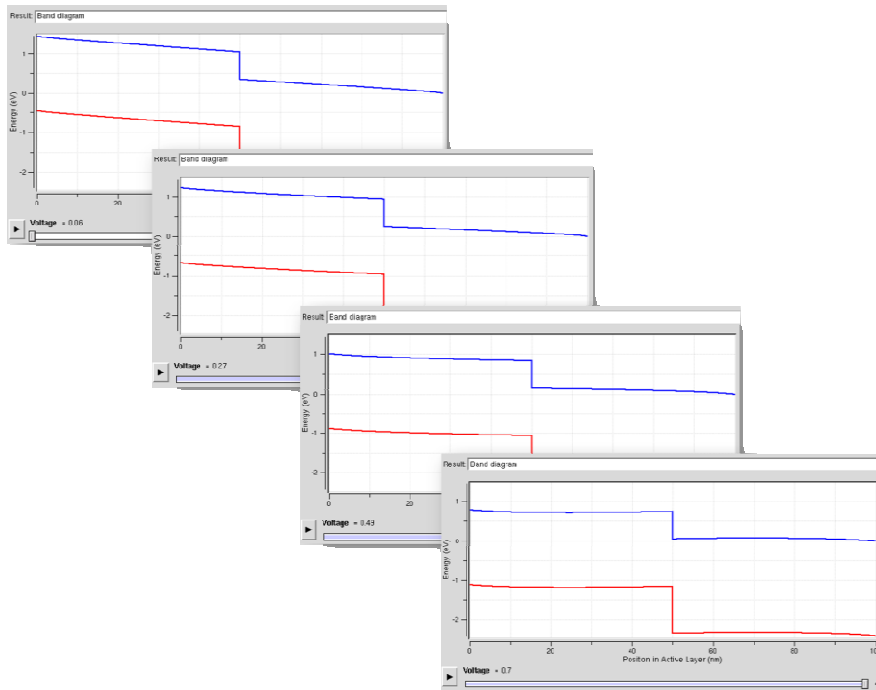 Result: Band diagram
1
0
-1
-2
Energy (eV)
0
20
Voltage = 0.06
Result: Band diagram
1
0
-1
-2
Energy (eV)
0
20
Voltage = 0.27
Result: Band diagram
1
0
-1
-2
Energy (eV)
0
20
Voltage = 0.49
Result: Band diagram
1
0
-1
-2
Energy (eV)
0
20
40
60
80
100
Position in Active Layer (nm)
Voltage = 0.7